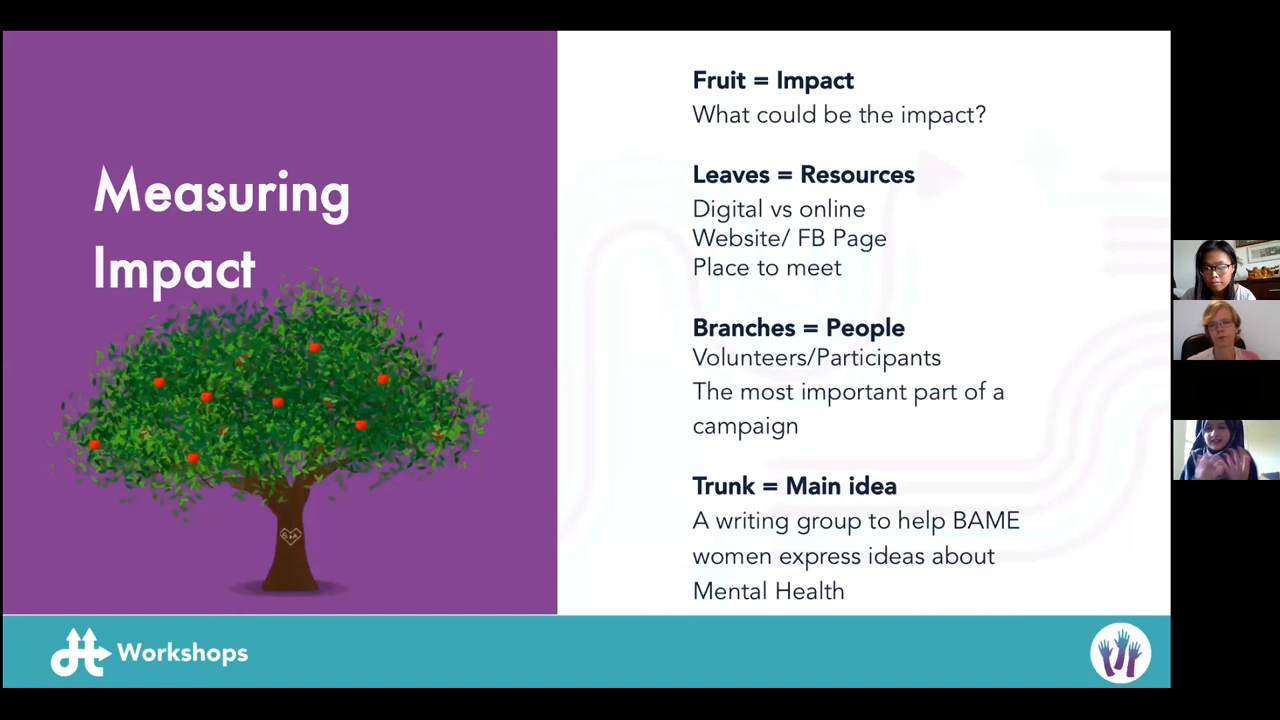 Measuring
Impact
Fruit = Impact
What could be the impact?
Leaves = Resources
Digital vs online
Website/ FB Page
Place to meet
Branches = People
Volunteers/Participants
The most important part of a
campaign
Trunk = Main idea
A writing group to help BAME
women express ideas about
Mental Health
Workshops